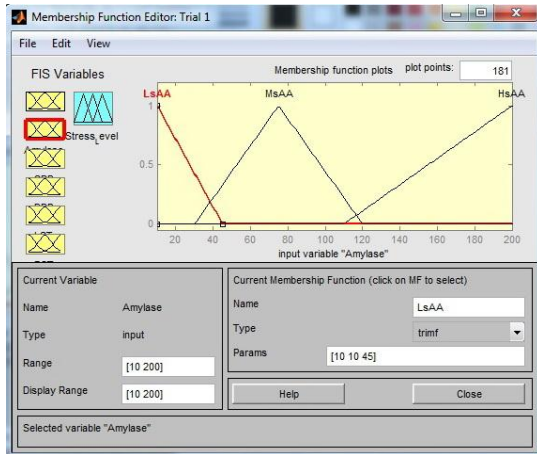 Membership Function Editor: Trial 1
File Edit View
FIS Variables
Membership function plots plot points: 181
LsAA MsAA HsAA
1
0.5
0
Stress_Level
20 40 60 80 100 120 140 160 180 200
input variable "Amylase"
Current Variable
Name Amylase
Type input
Range [10 200]
Display Range [10 200]
Current Membership Function (click on MF to select)
Name LsAA
Type trimf
Params [10 10 45]
Help Close
Selected variable "Amylase"